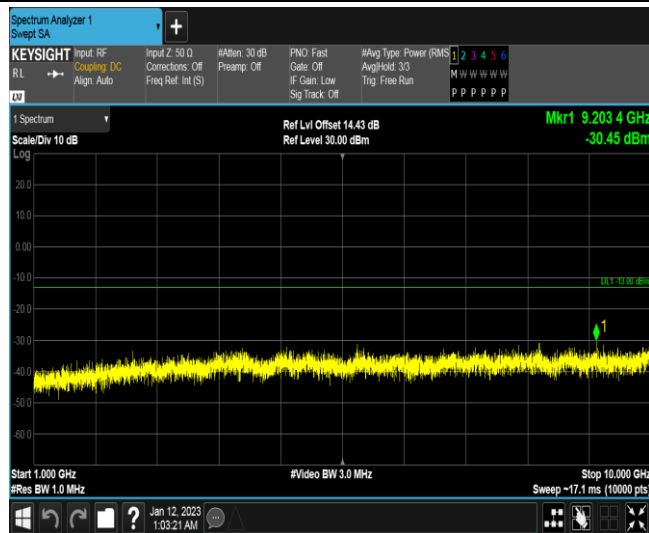 Spectrum Analyzer 1
Swept SA
+
KEYSIGHT Input: RF Input Z: 50 Ω #Atten: 30 dB PNO: Fast #Avg Type: Power (RMS 1 2 3 4 5 6
RL Coupling: DC Corrections: Off Preamp: Off Gate: Off Avg|Hold: 3/3 M W W W W W
Align: Auto Freq Ref: Int (S) IF Gain: Low Trig: Free Run
Sig Track: Off P P P P P P
LXI
1 Spectrum Ref Lvl Offset 14.43 dB Mkr1 9.203 4 GHz
Scale/Div 10 dB Ref Level 30.00 dBm -30.45 dBm
Log
20.0
10.0
0.00
-10.0
DL1 -13.00 dBm
-20.0
1
-30.0
-40.0
-50.0
-60.0
Start 1.000 GHz #Video BW 3.0 MHz Stop 10.000 GHz
#Res BW 1.0 MHz Sweep ~17.1 ms (10000 pts)
? Jan 12, 2023
1:03:21 AM